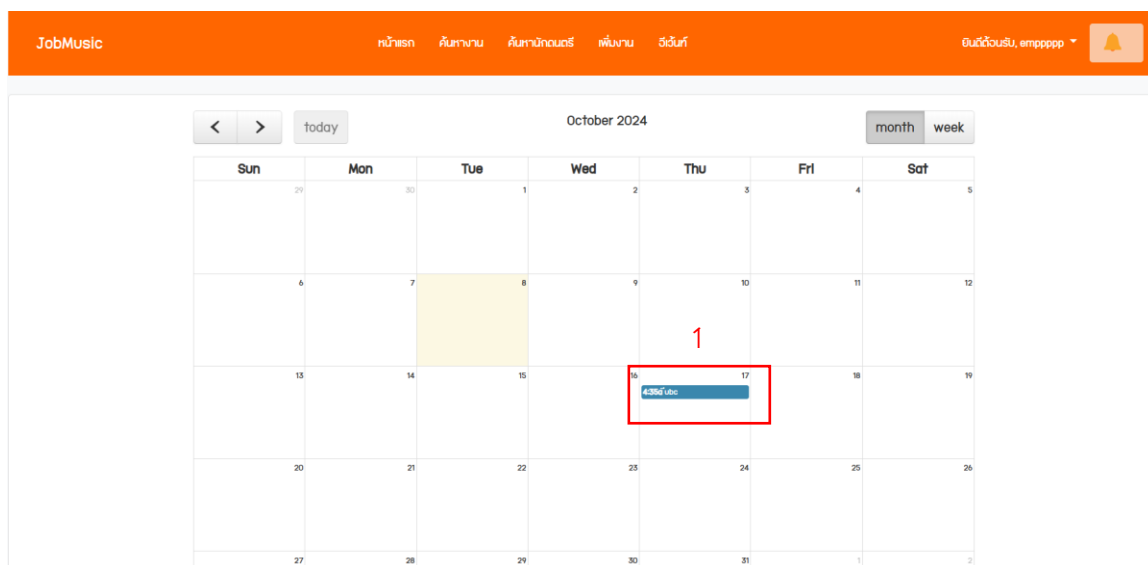 JobMusic หน้าแรก ค้นหางาน ค้นหานักดนตรี เพิ่มงาน อีเว้นท์ ยินดีต้อนรับ, emppppp
today October 2024 month week
Sun Mon Tue Wed Thu Fri Sat
29 30 1 2 3 4 5
6 7 8 9 10 11 12
1
13 14 15 16 17 18 19
ubc
20 21 22 23 24 25 26
27 28 29 30 31 1 2